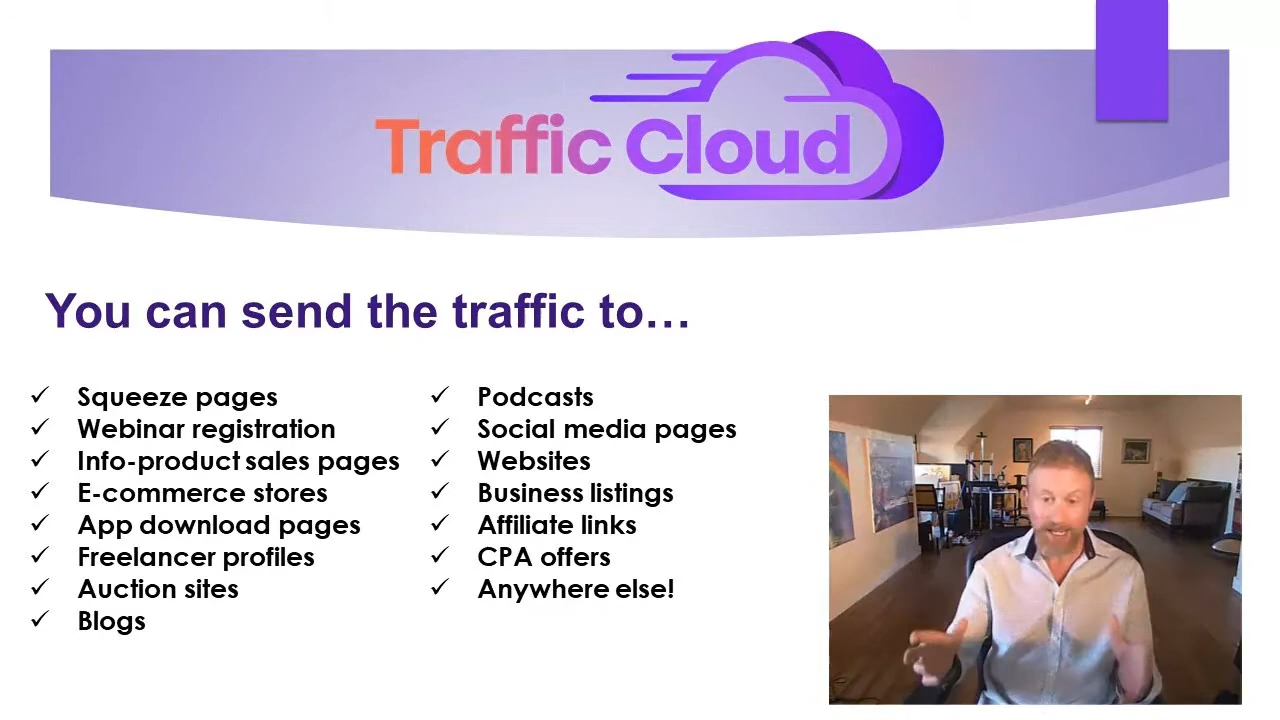 Traffic Cloud
You can send the traffic to…
Squeeze pages
Webinar registration
Info-product sales pages
E-commerce stores
App download pages
Freelancer profiles
Auction sites
Blogs
Podcasts
Social media pages
Websites
Business listings
Affiliate links
CPA offers
Anywhere else!